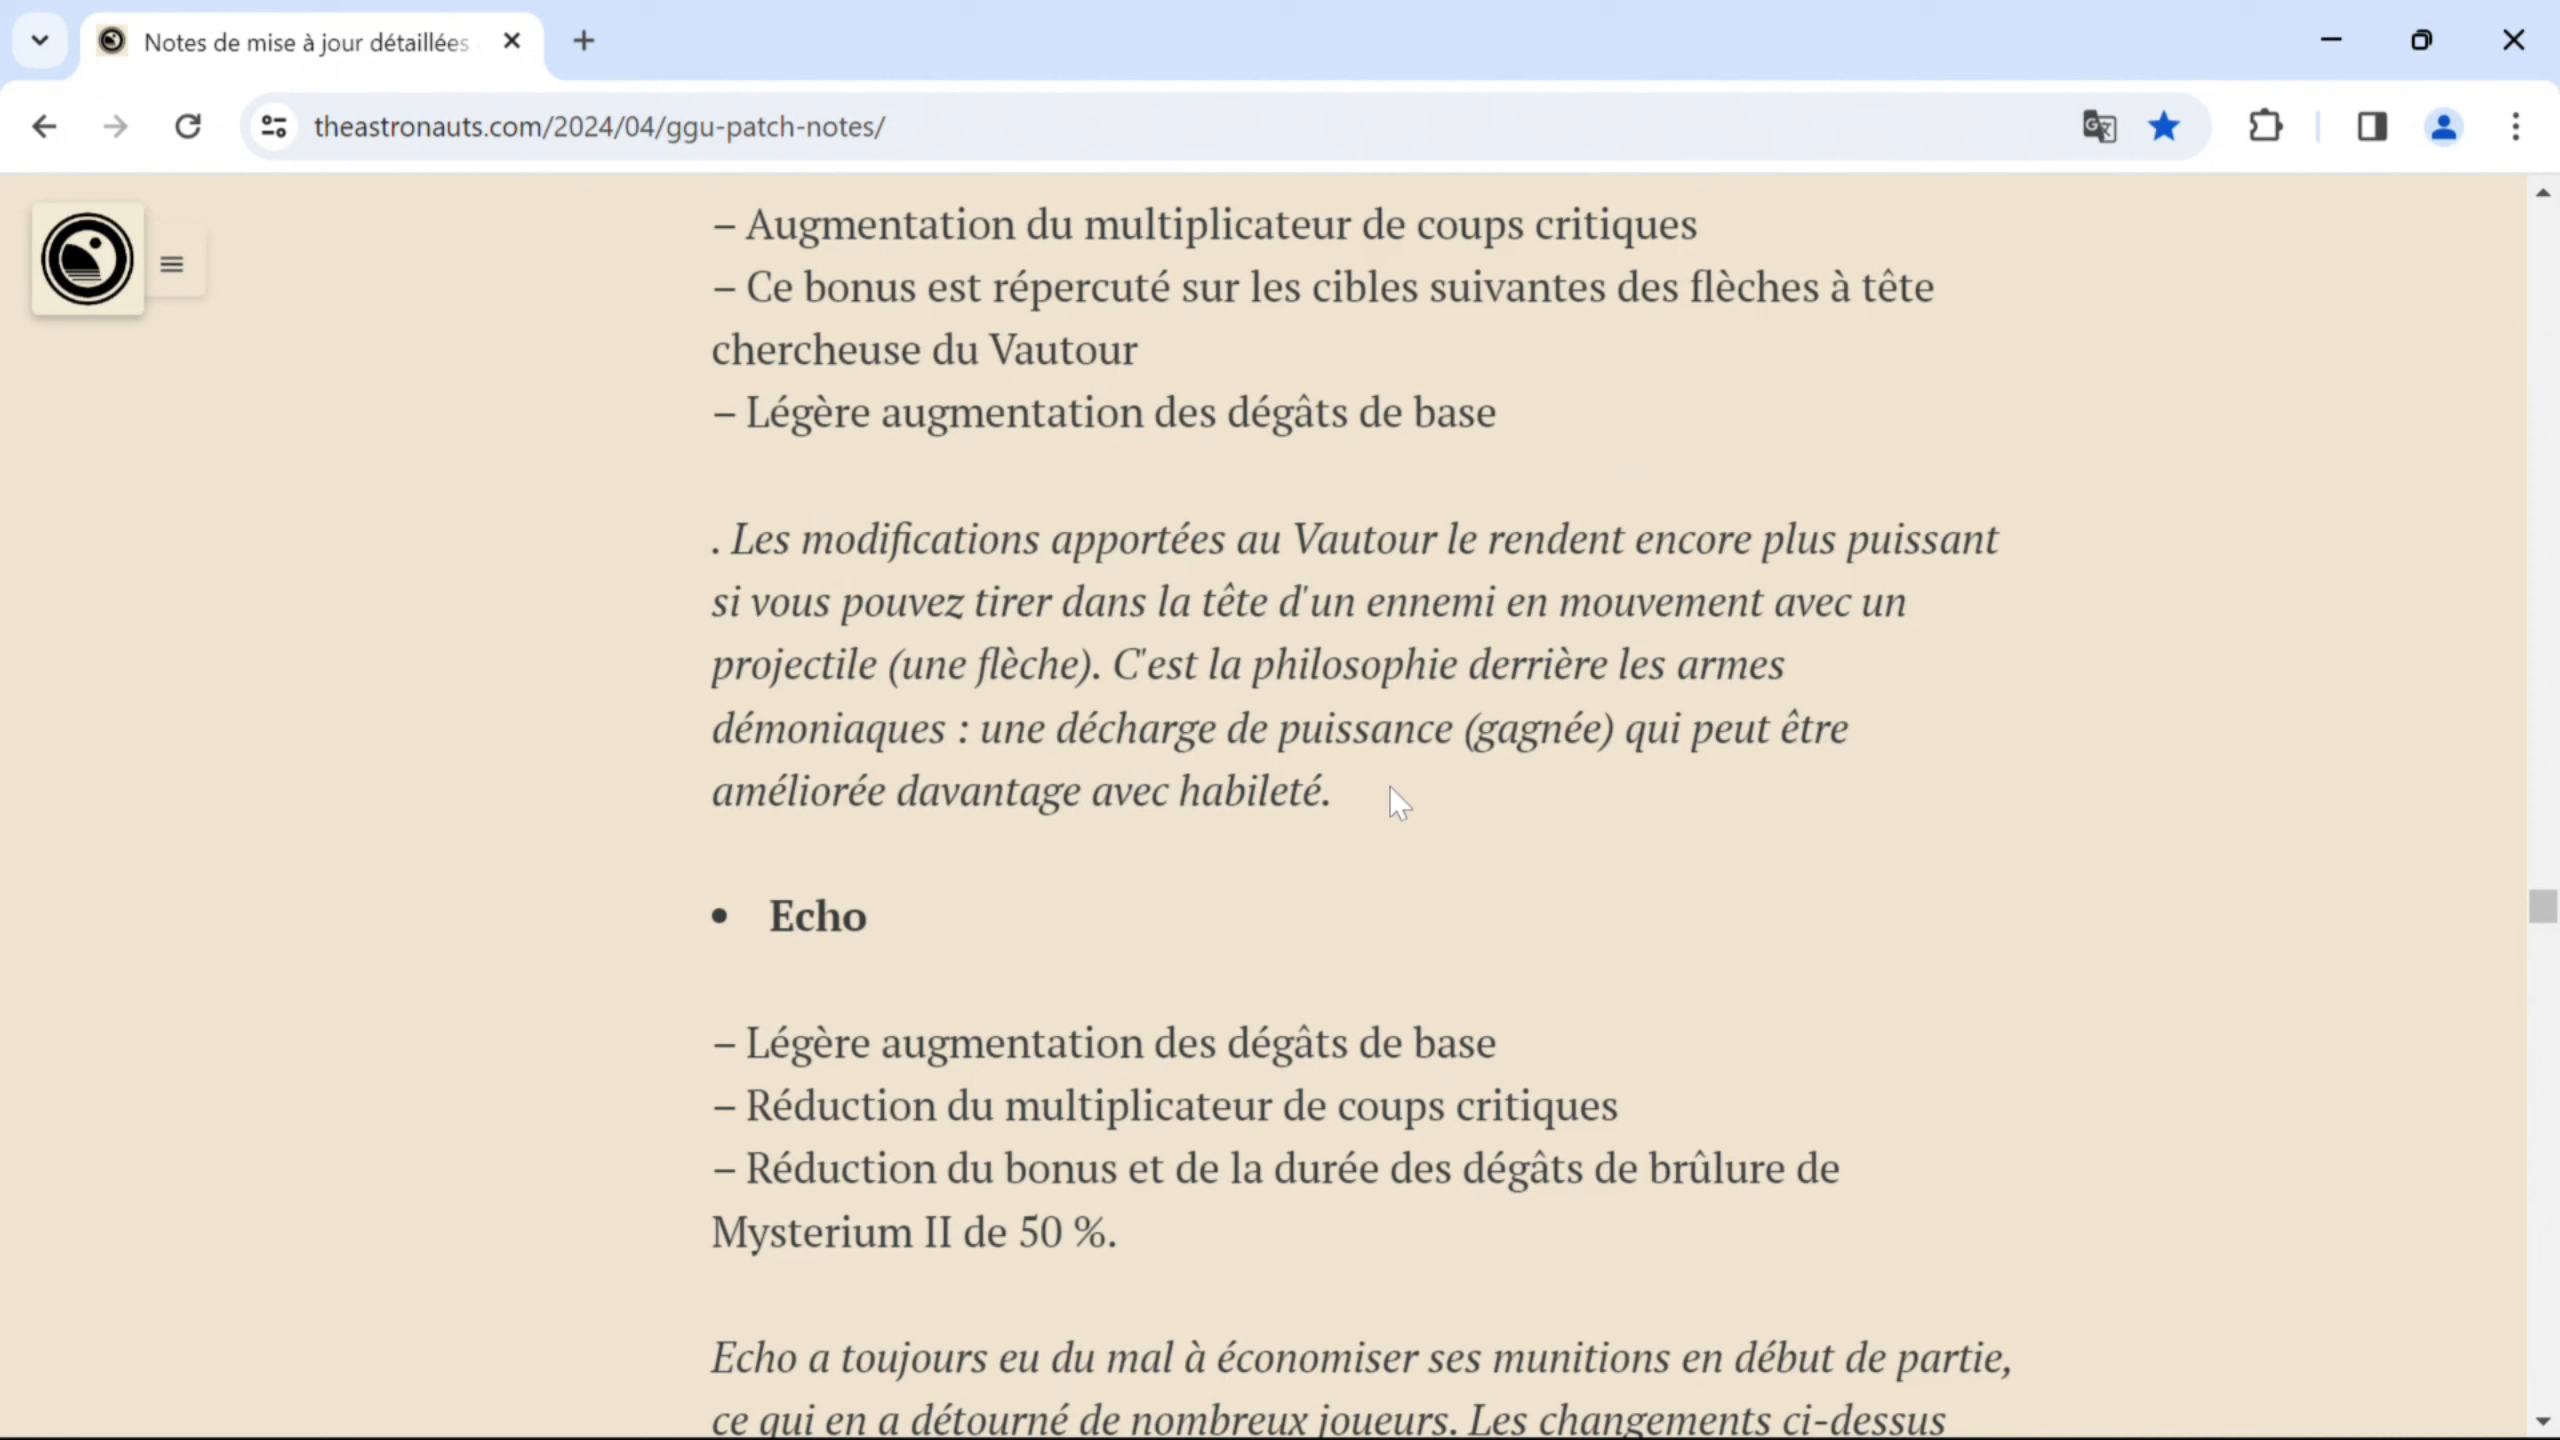 Notes de mise à jour détaillées
theastronauts.com/2024/04/ggu-patch-notes/
– Augmentation du multiplicateur de coups critiques
– Ce bonus est répercuté sur les cibles suivantes des flèches à tête
chercheuse du Vautour
– Légère augmentation des dégâts de base
. Les modifications apportées au Vautour le rendent encore plus puissant
si vous pouvez tirer dans la tête d'un ennemi en mouvement avec un
projectile (une flèche). C'est la philosophie derrière les armes
démoniaques : une décharge de puissance (gagnée) qui peut être
améliorée davantage avec habileté.
• Echo
– Légère augmentation des dégâts de base
– Réduction du multiplicateur de coups critiques
– Réduction du bonus et de la durée des dégâts de brûlure de
Mysterium II de 50 %.
Echo a toujours eu du mal à économiser ses munitions en début de partie,
ce qui en a détourné de nombreux joueurs. Les changements ci-dessus